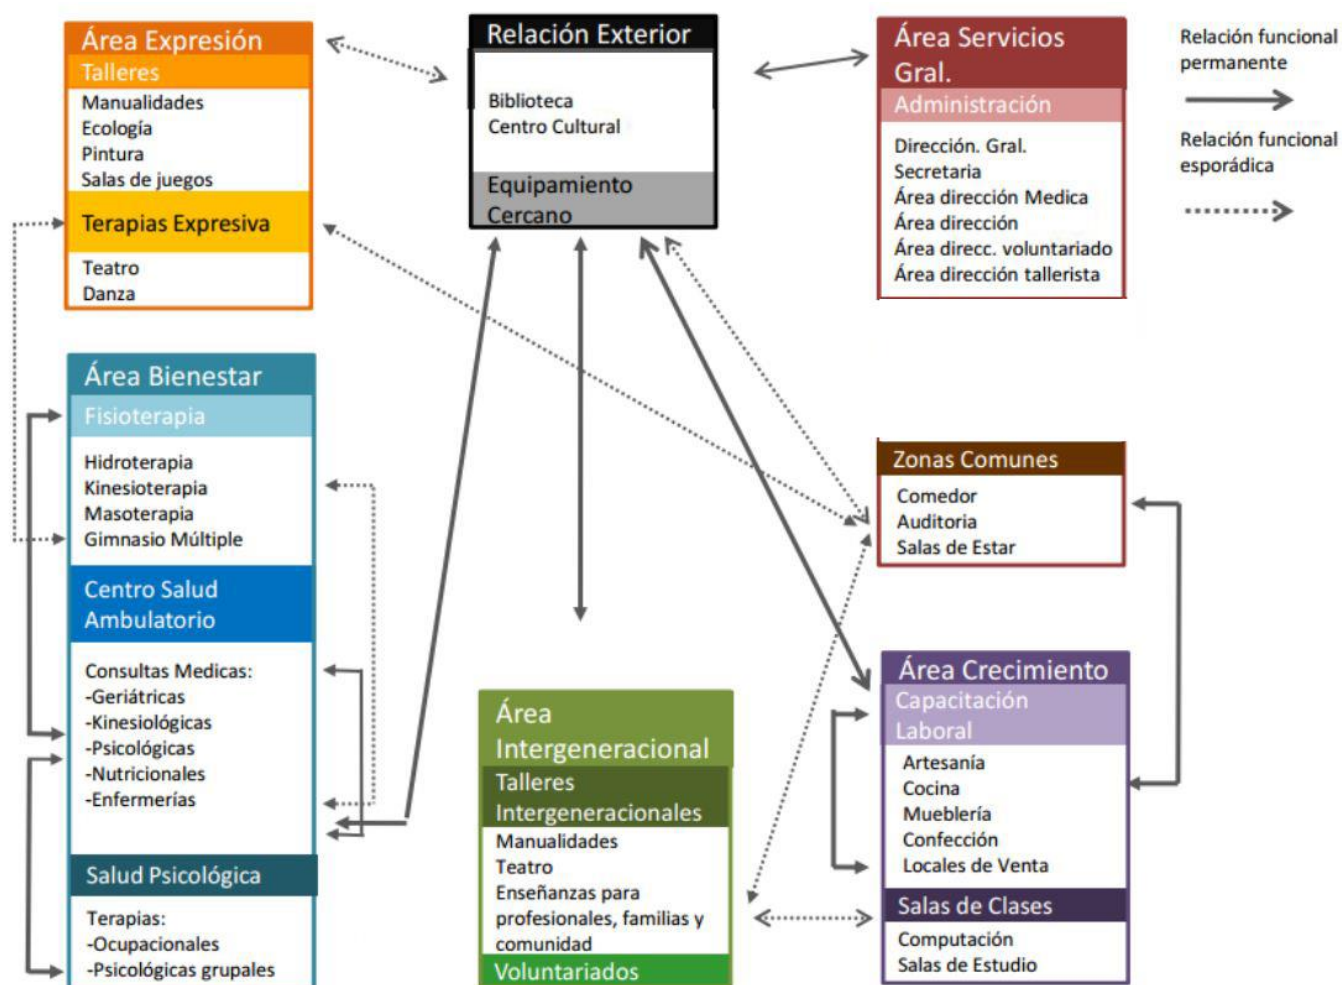 Área Expresión
Talleres
Manualidades
Ecología
Pintura
Salas de juegos
Terapias Expresiva
Teatro
Danza
Relación Exterior
Biblioteca
Centro Cultural
Equipamiento
Cercano
Área Servicios
Gral.
Administración
Dirección. Gral.
Secretaria
Área dirección Medica
Área dirección
Área direcc. voluntariado
Área dirección tallerista
Relación funcional
permanente
Relación funcional
esporádica
Área Bienestar
Fisioterapia
Hidroterapia
Kinesioterapia
Masoterapia
Gimnasio Múltiple
Centro Salud
Ambulatorio
Consultas Medicas:
-Geriátricas
-Kinesiológicas
-Psicológicas
-Nutricionales
-Enfermerías
Salud Psicológica
Terapias:
-Ocupacionales
-Psicológicas grupales
Área
Intergeneracional
Talleres
Intergeneracionales
Manualidades
Teatro
Enseñanzas para
profesionales, familias y
comunidad
Voluntariados
Zonas Comunes
Comedor
Auditoria
Salas de Estar
Área Crecimiento
Capacitación
Laboral
Artesanía
Cocina
Mueblería
Confección
Locales de Venta
Salas de Clases
Computación
Salas de Estudio